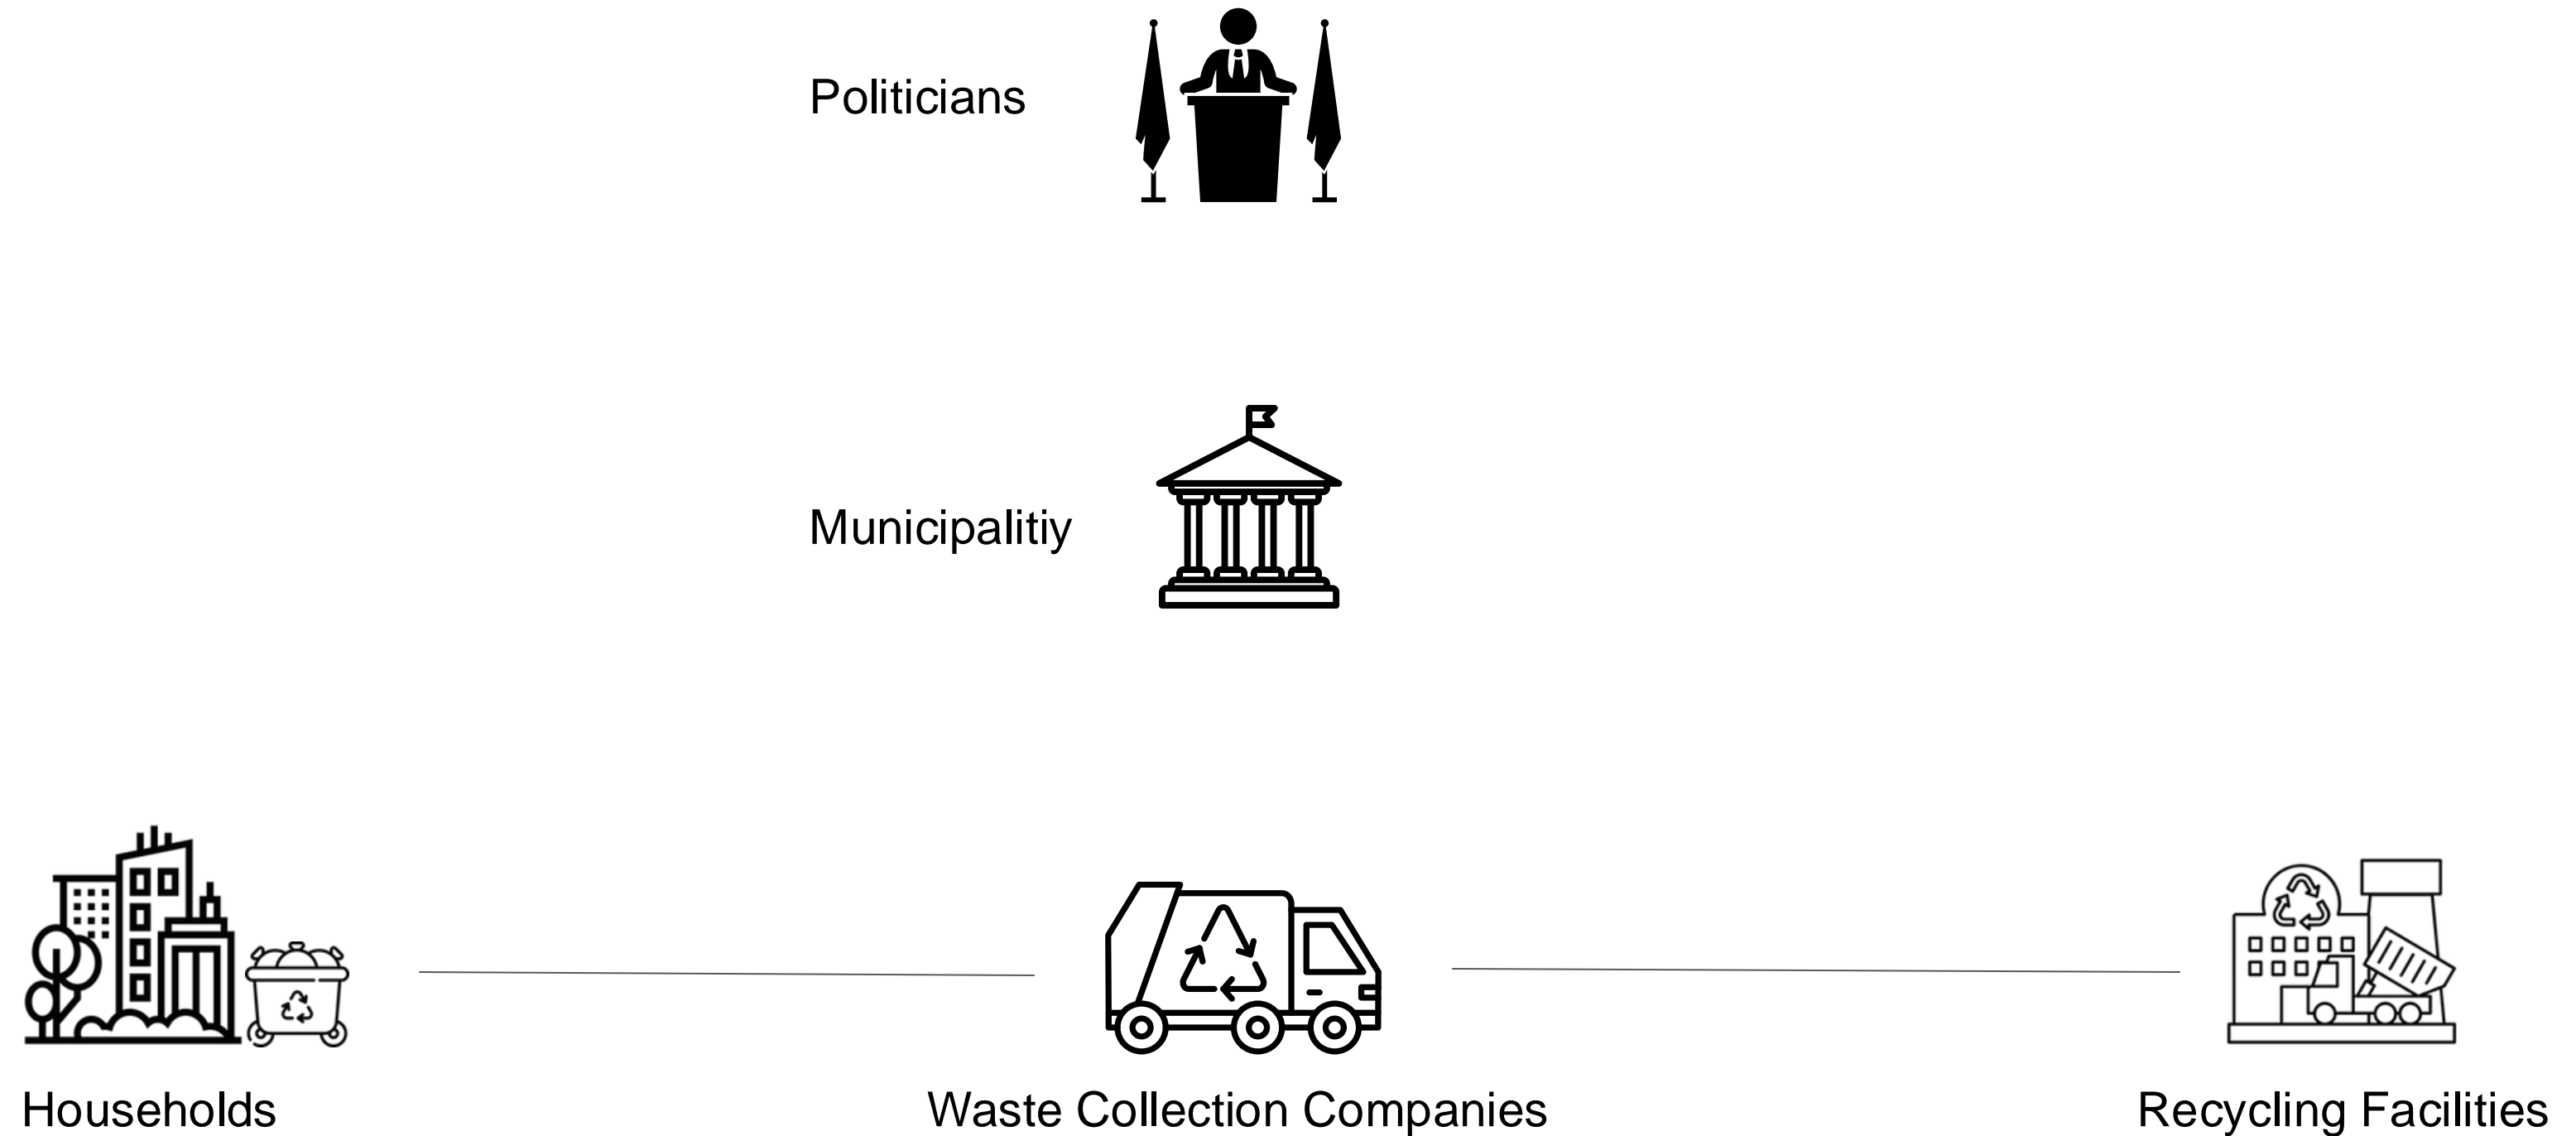 Politicians
Municipalitiy
Households
Waste Collection Companies
Recycling Facilities